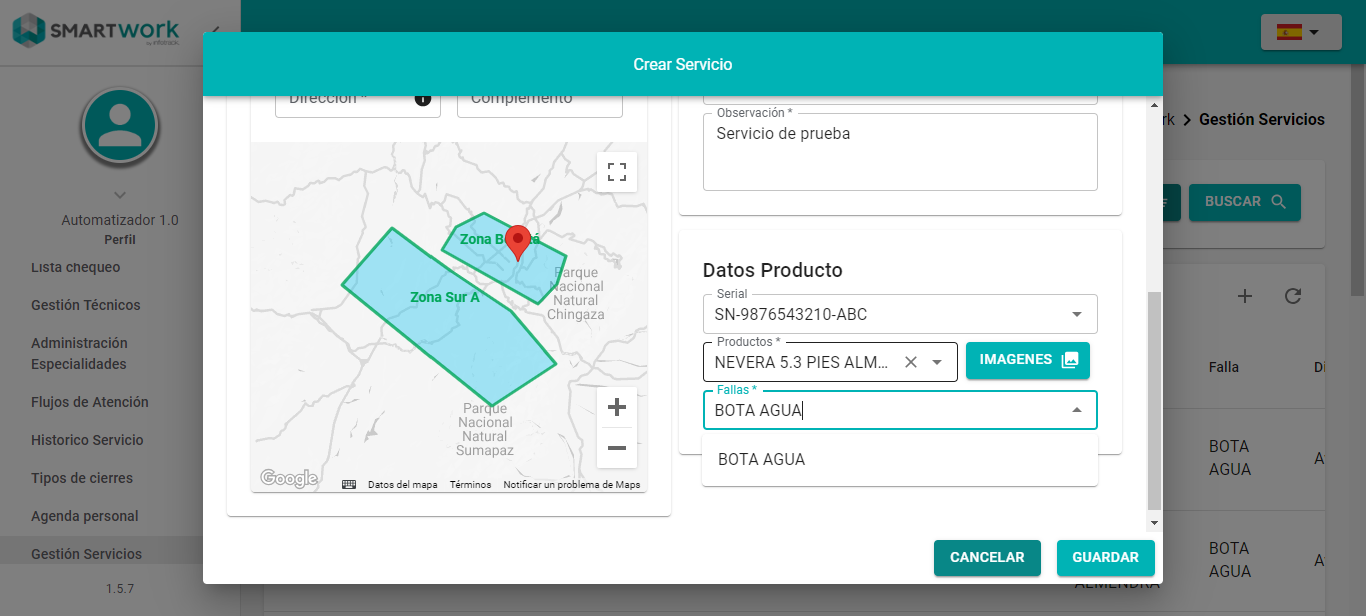 SMARTWORK
Crear Servicio
Automatizador 1.0
Perfil
Lista chequeo
Gestión Técnicos
Administración
Especialidades
Flujos de Atención
Historico Servicio
Tipos de cierres
Agenda personal
Gestión Servicios
1.5.7
Dirección *
Complemento
Zona Sur A
Parque
Nacional
Natural
Chingaza
Parque
Nacional
Natural
Sumapaz
Google
Datos del mapa
Términos
Notificar un problema de Maps
Observación *
Servicio de prueba
Datos Producto
Serial
SN-9876543210-ABC
Productos *
NEVERA 5.3 PIES ALM...
IMAGENES
Fallas *
BOTA AGUA
BOTA AGUA
CANCELAR
GUARDAR
rk
Gestión Servicios
BUSCAR
Falla
Di
BOTA
AGUA
A
BOTA
AGUA
A
ALMENDRA